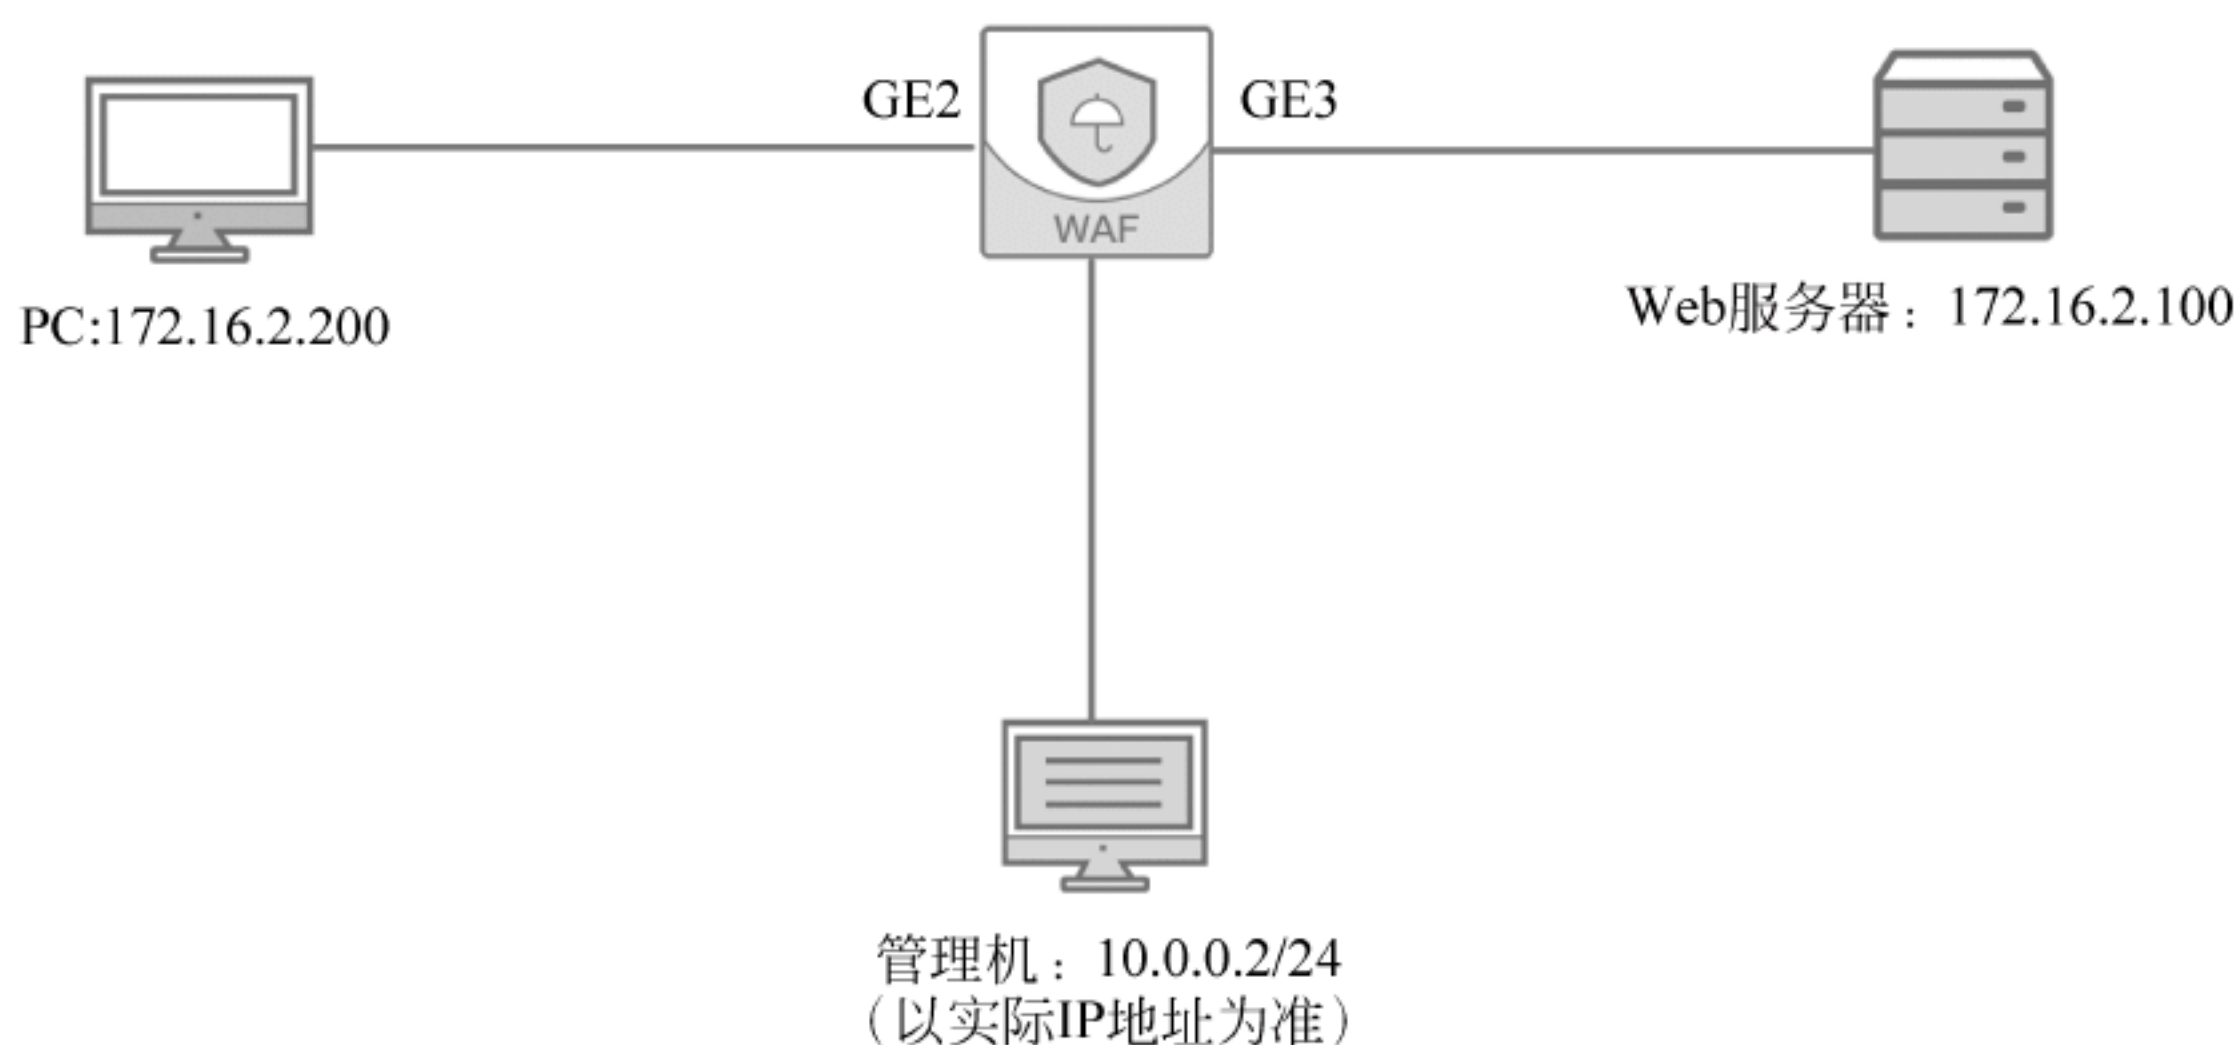 GE2
GE3
WAF
PC:172.16.2.200
Web服务器：172.16.2.100
管理机：10.0.0.2/24
（以实际IP地址为准）